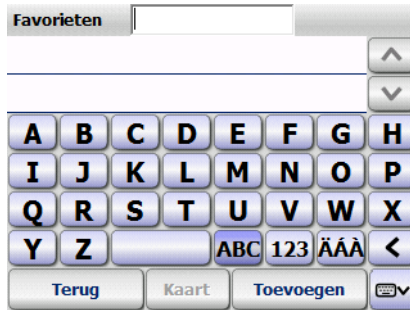 Favorieten
A B C D E F G H
I J K L M N O P
Q R S T U V W X
Y Z ABC 123 ÄÁÀ <
Terug Kaart Toevoegen